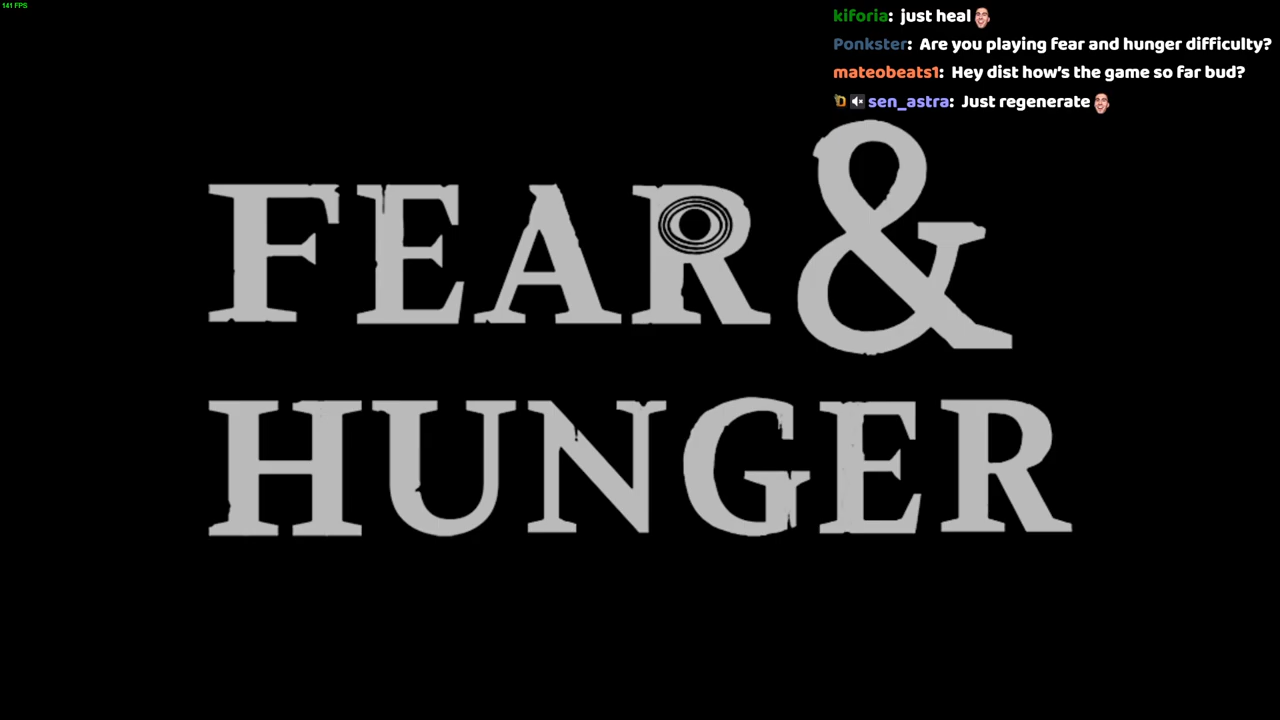 141 FPS
kiforia: just heal
Ponkster: Are you playing fear and hunger difficulty?
mateobeats1: Hey dist how's the game so far bud?
sen_astra: Just regenerate
FEAR &
HUNGER